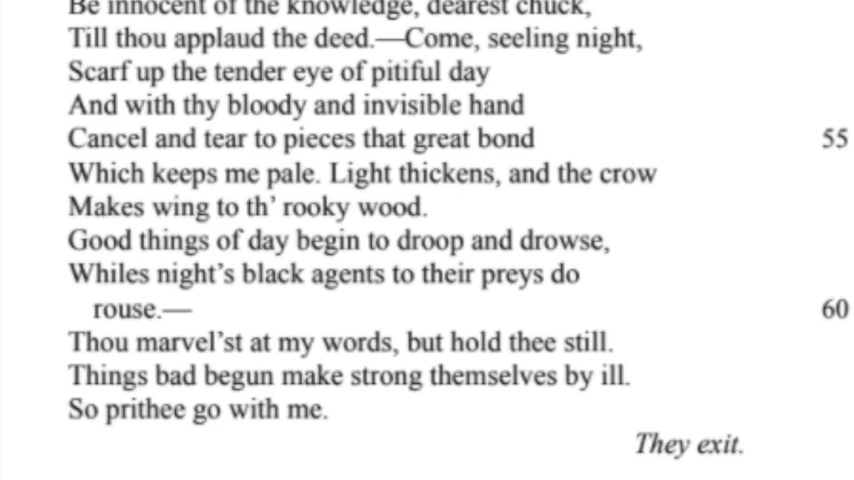 Be innocent of the knowledge, dearest chuck,
Till thou applaud the deed.—Come, seeling night,
Scarf up the tender eye of pitiful day
And with thy bloody and invisible hand
Cancel and tear to pieces that great bond 55
Which keeps me pale. Light thickens, and the crow
Makes wing to th’ rooky wood.
Good things of day begin to droop and drowse,
Whiles night’s black agents to their preys do
rouse.— 60
Thou marvel’st at my words, but hold thee still.
Things bad begun make strong themselves by ill.
So prithee go with me.
They exit.